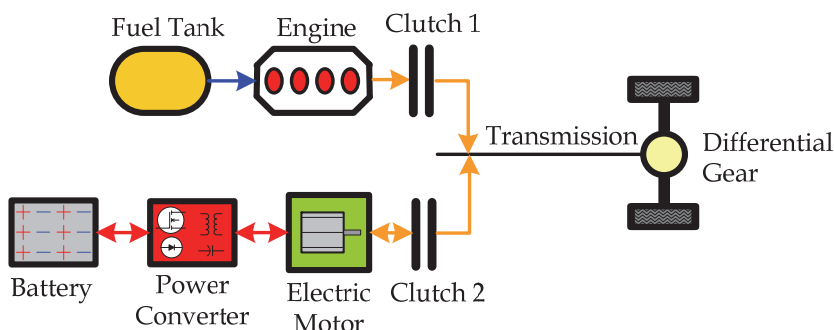 Fuel Tank
Engine
Clutch 1
Transmission
Differential
Gear
Battery
Power
Converter
Electric
Motor
Clutch 2